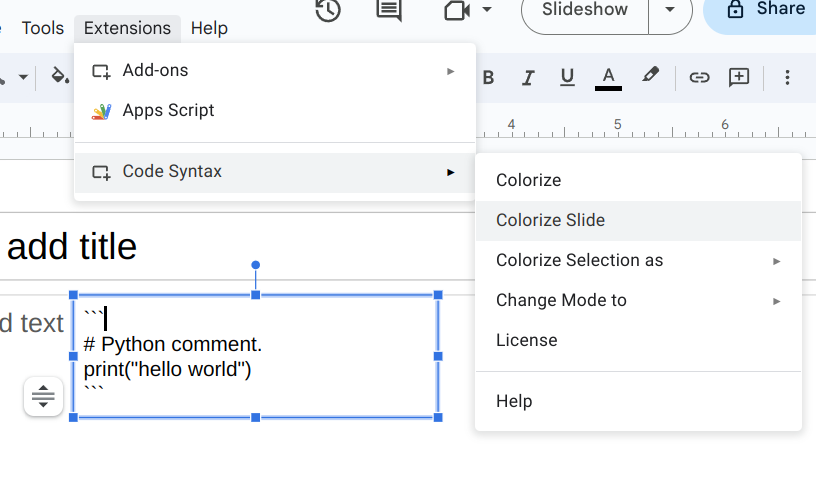 Tools Extensions Help
Slideshow
Share
Add-ons
Apps Script
Code Syntax
B I U A
4 5 6
Colorize
Colorize Slide
Colorize Selection as
Change Mode to
License
Help
add title
d text
```
# Python comment.
print("hello world")
```